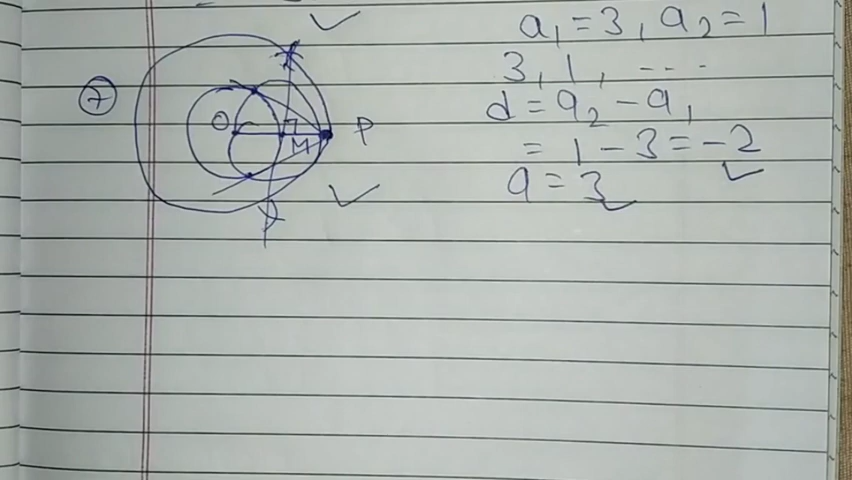 7
O
M
P
a₁ = 3, a₂ = 1
3, 1, ----
d = a₂ - a₁
= 1 - 3 = -2
a = 3